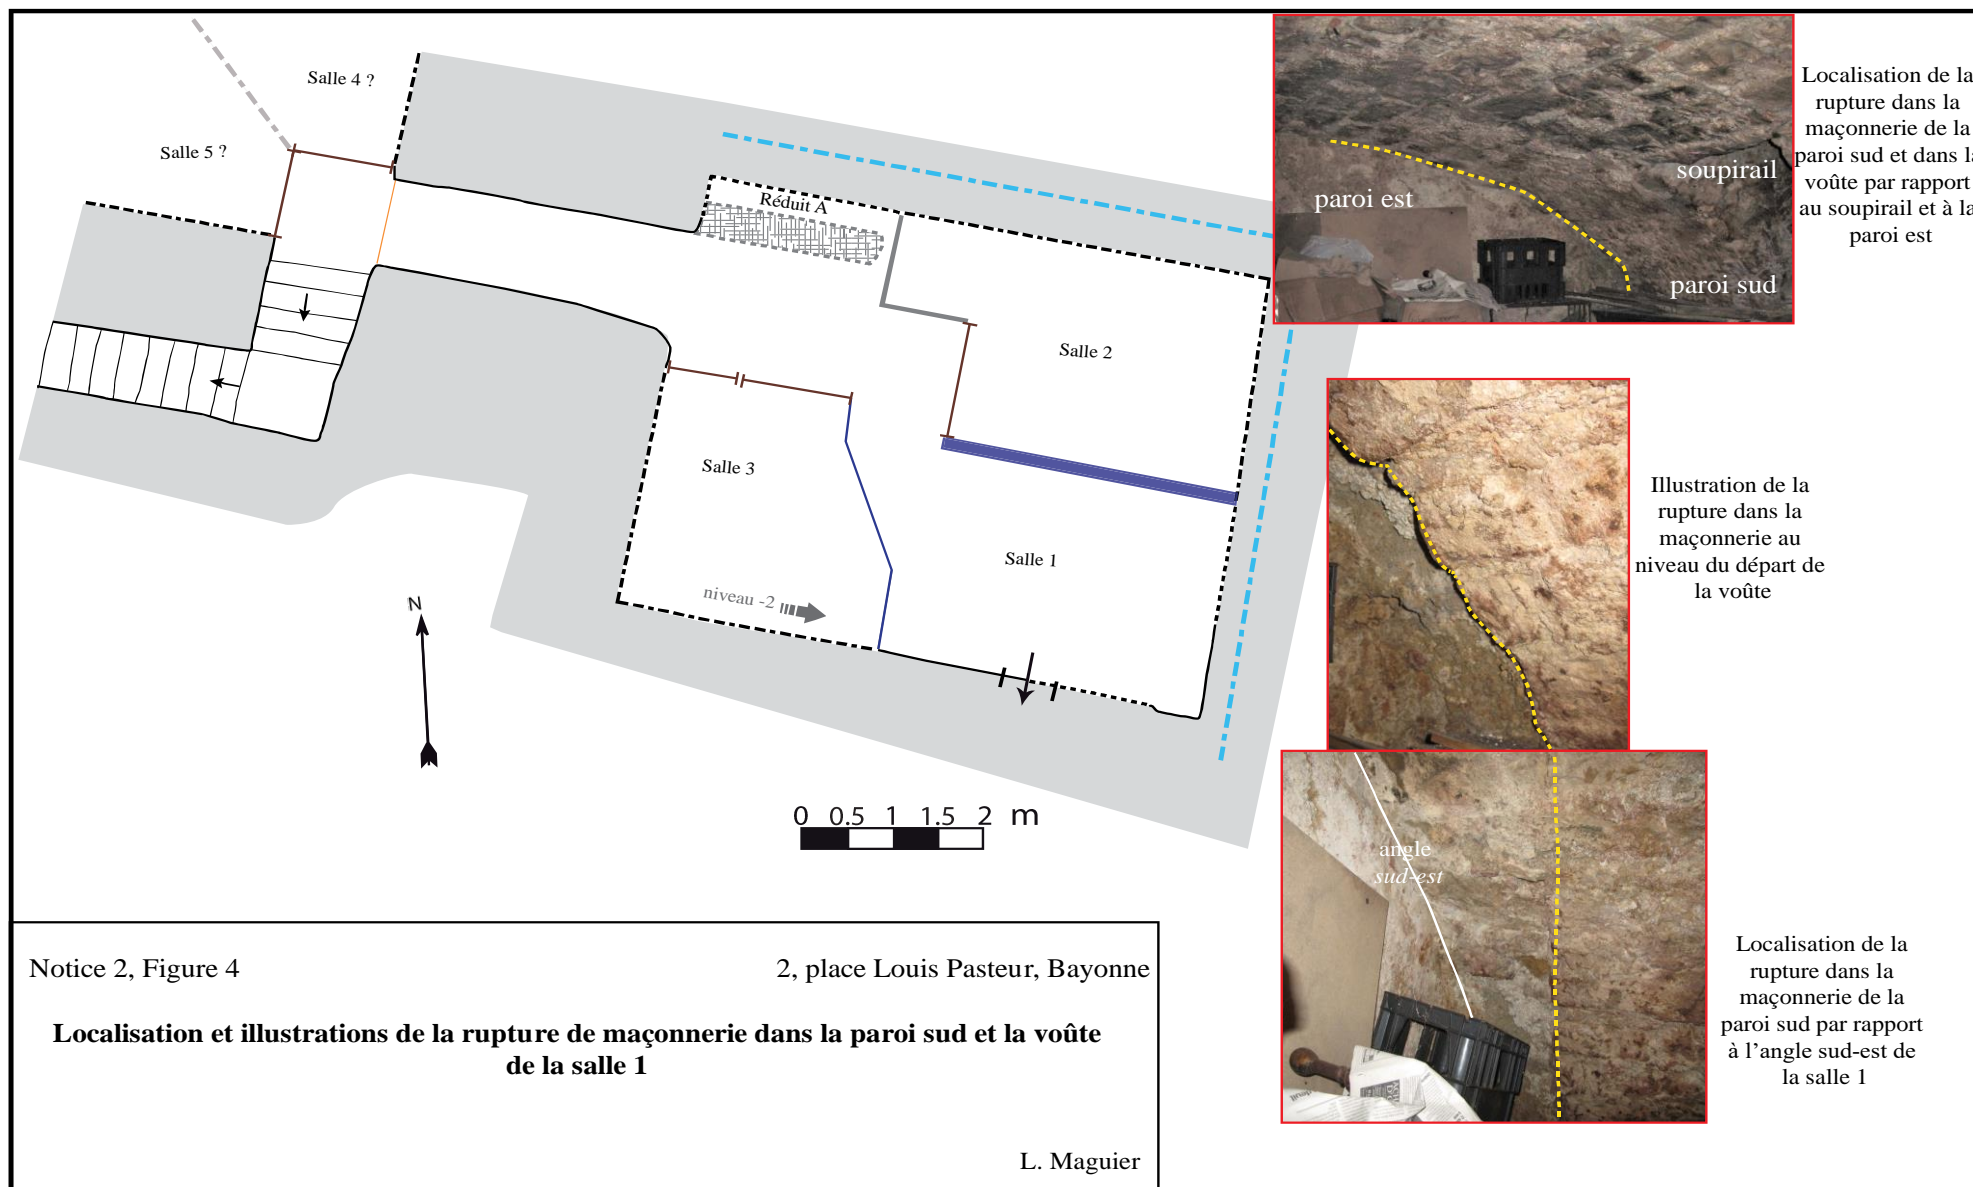 Salle 4 ?
Salle 5 ?
Réduit A
Salle 2
Salle 3
Salle 1
niveau -2
N
0 0.5 1 1.5 2 m
soupirail
paroi est
paroi sud
Localisation de la
rupture dans la
maçonnerie de la
paroi sud et dans la
voûte par rapport
au soupirail et à la
paroi est
Illustration de la
rupture dans la
maçonnerie au
niveau du départ de
la voûte
angle
sud-est
Localisation de la
rupture dans la
maçonnerie de la
paroi sud par rapport
à l’angle sud-est de
la salle 1
Notice 2, Figure 4
2, place Louis Pasteur, Bayonne
Localisation et illustrations de la rupture de maçonnerie dans la paroi sud et la voûte
de la salle 1
L. Maguier